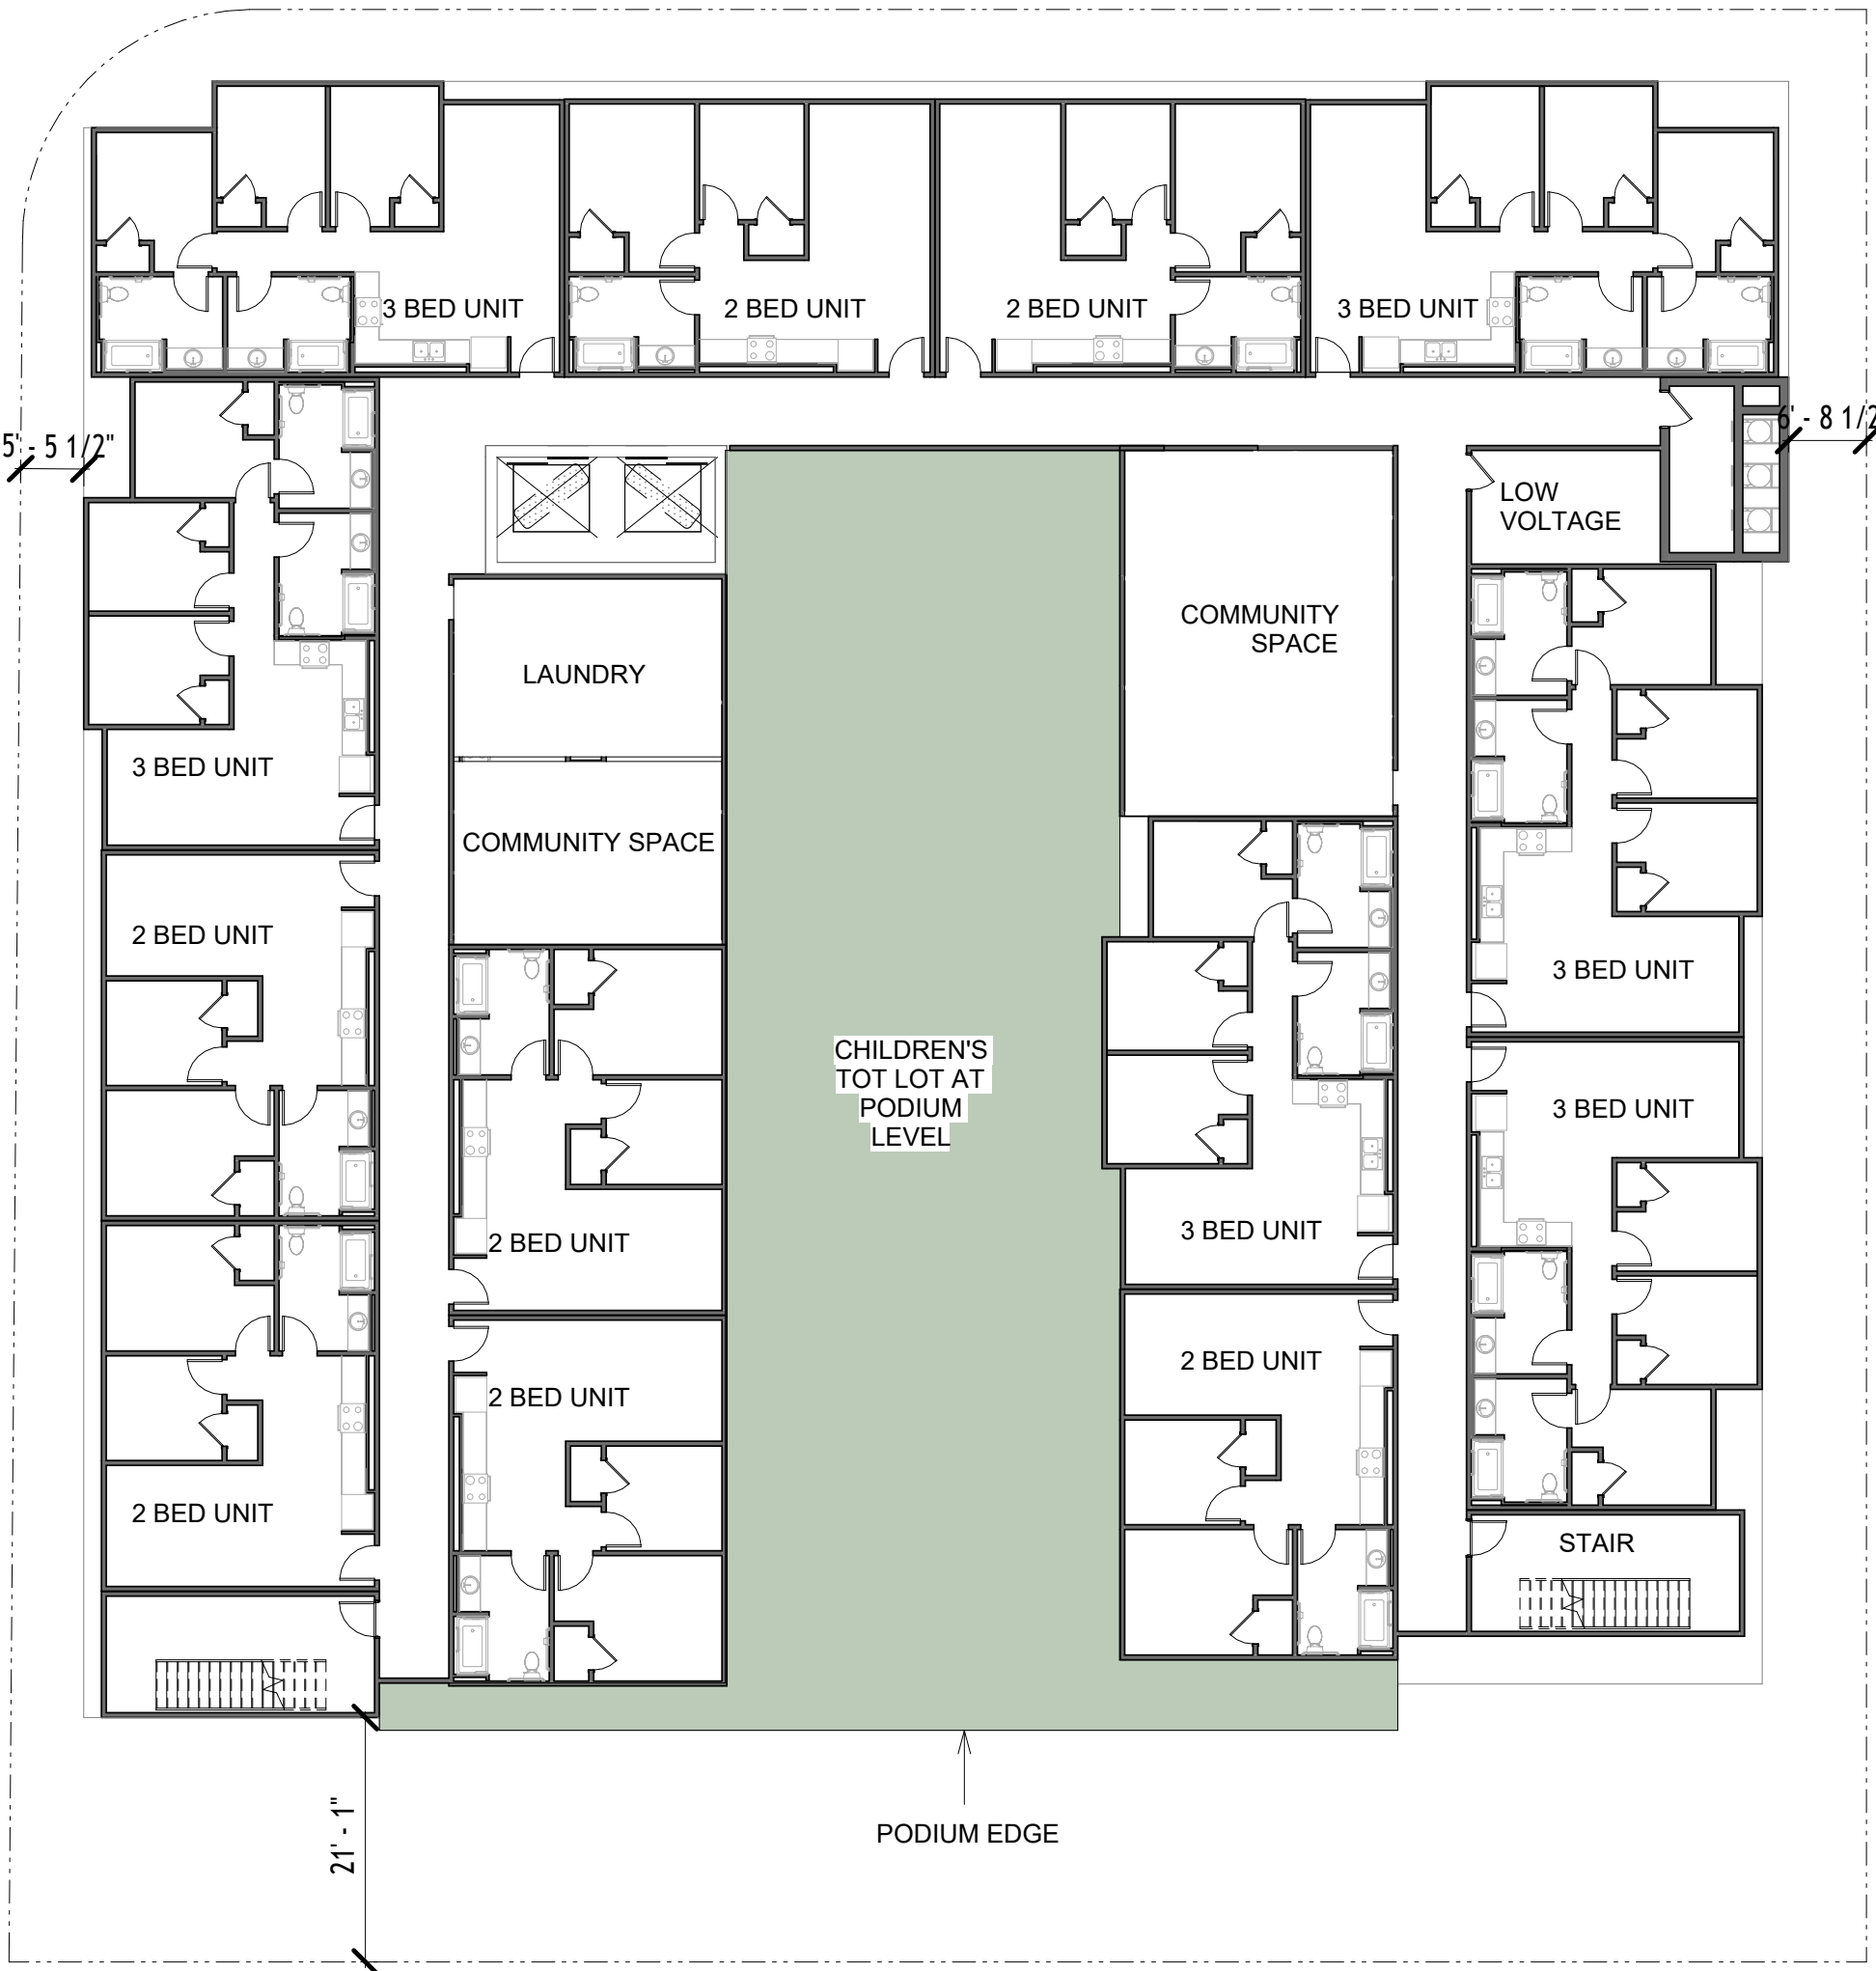 3 BED UNIT
2 BED UNIT
2 BED UNIT
3 BED UNIT
5' - 5 1/2"
6' - 8 1/2
LOW
VOLTAGE
COMMUNITY
SPACE
LAUNDRY
3 BED UNIT
COMMUNITY SPACE
2 BED UNIT
3 BED UNIT
CHILDREN'S
TOT LOT AT
PODIUM
LEVEL
3 BED UNIT
3 BED UNIT
2 BED UNIT
2 BED UNIT
2 BED UNIT
2 BED UNIT
STAIR
21' - 1"
PODIUM EDGE